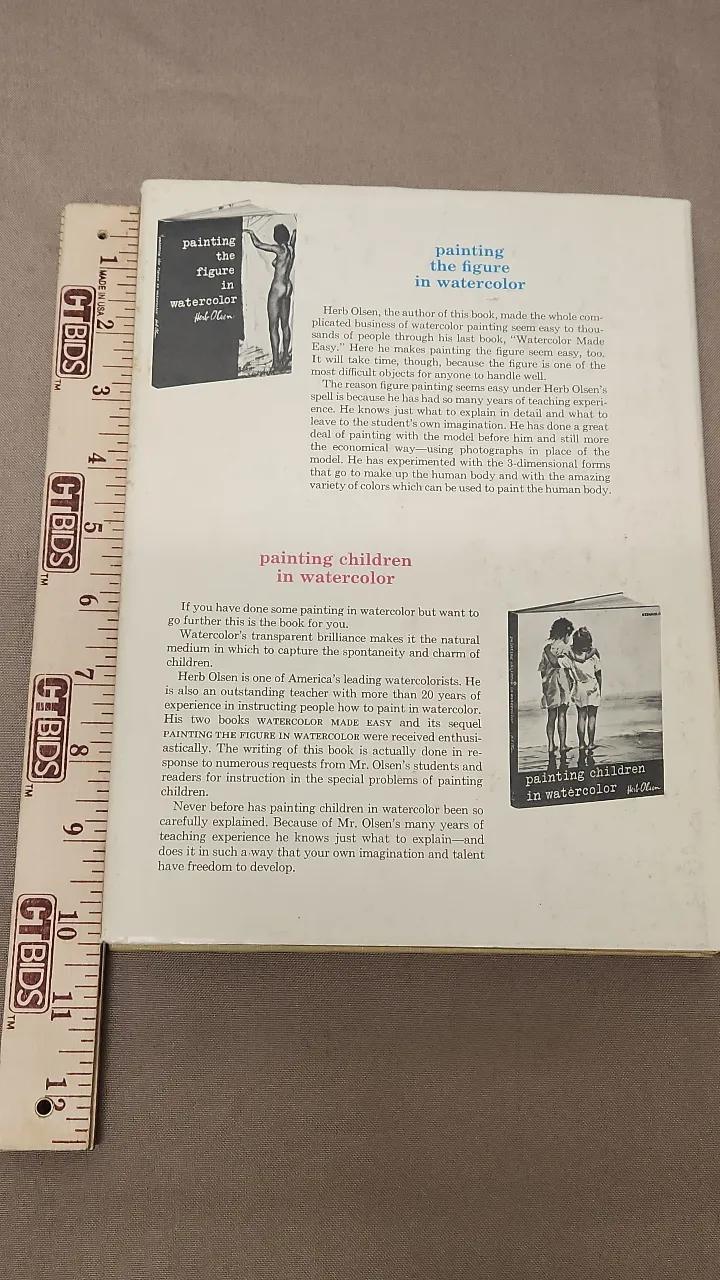 painting
the
figure
in
watercolor
Herb Olsen
painting
the figure
in watercolor
Herb Olsen, the author of this book, made the whole com-
plicated business of watercolor painting seem easy to thou-
sands of people through his last book, “Watercolor Made
Easy.” Here he makes painting the figure seem easy, too.
It will take time, though, because the figure is one of the
most difficult objects for anyone to handle well.
The reason figure painting seems easy under Herb Olsen's
spell is because he has had so many years of teaching experi-
ence. He knows just what to explain in detail and what to
leave to the student's own imagination. He has done a great
deal of painting with the model before him and still more
the economical way—using photographs in place of the
model. He has experimented with the 3-dimensional forms
that go to make up the human body and with the amazing
variety of colors which can be used to paint the human body.
painting children
in watercolor
If you have done some painting in watercolor but want to
go further this is the book for you.
Watercolor's transparent brilliance makes it the natural
medium in which to capture the spontaneity and charm of
children.
Herb Olsen is one of America's leading watercolorists. He
is also an outstanding teacher with more than 20 years of
experience in instructing people how to paint in watercolor.
His two books WATERCOLOR MADE EASY and its sequel
PAINTING THE FIGURE IN WATERCOLOR were received enthusi-
astically. The writing of this book is actually done in re-
sponse to numerous requests from Mr. Olsen's students and
readers for instruction in the special problems of painting
children.
Never before has painting children in watercolor been so
carefully explained. Because of Mr. Olsen's many years of
teaching experience he knows just what to explain—and
does it in such a way that your own imagination and talent
have freedom to develop.
painting children
in watercolor Herb Olsen
1 2 3 4 5 6 7 8 9 10 11 12
MADE IN USA
CTBIDS TM
CTBIDS TM
CTBIDS TM
CTBIDS TM